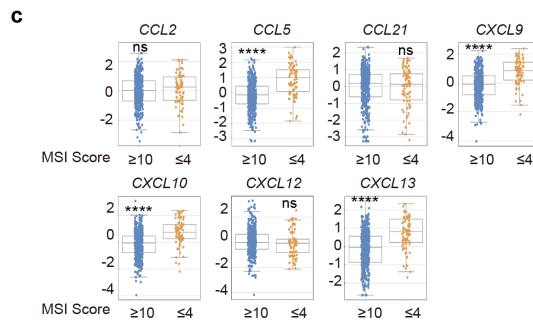 c
CCL2 CCL5 CCL21 CXCL9
ns **** ns ****
2 3 2 2
0 2 1 0
-2 1 0 -2
0 -1 -4
-1 -2
-2 -3
-3
MSI Score ≥10 ≤4 ≥10 ≤4 ≥10 ≤4 ≥10 ≤4
CXCL10 CXCL12 CXCL13
**** ns ****
2 2 2
0 0 1
-2 -2 0
-4 -4 -1
-2
MSI Score ≥10 ≤4 ≥10 ≤4 ≥10 ≤4